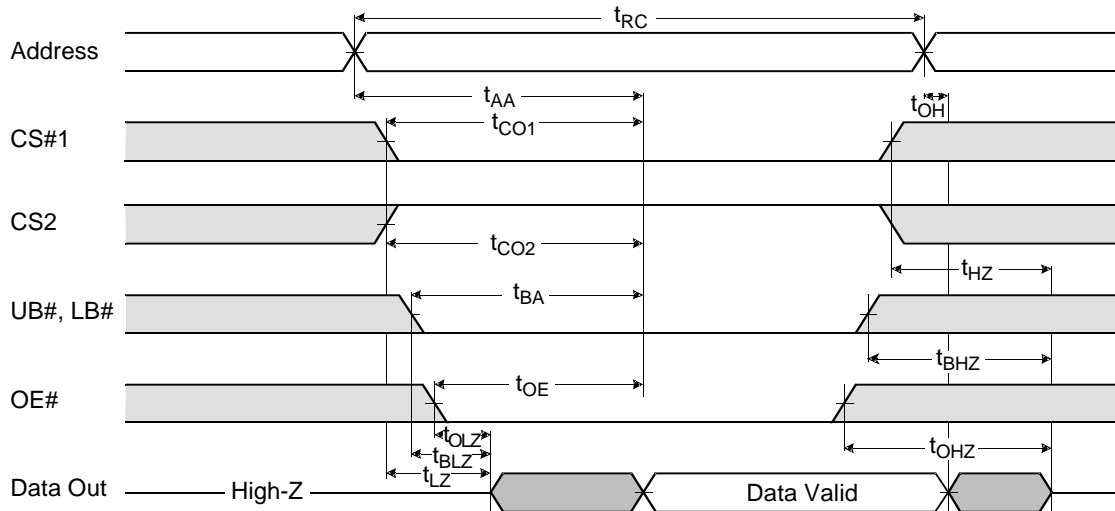 tRC
Address
tAA
tOH
tCO1
CS#1
CS2
tCO2
tHZ
tBA
UB#, LB#
tBHZ
tOE
OE#
tOLZ
tOHZ
tBLZ
tLZ
Data Out High-Z Data Valid